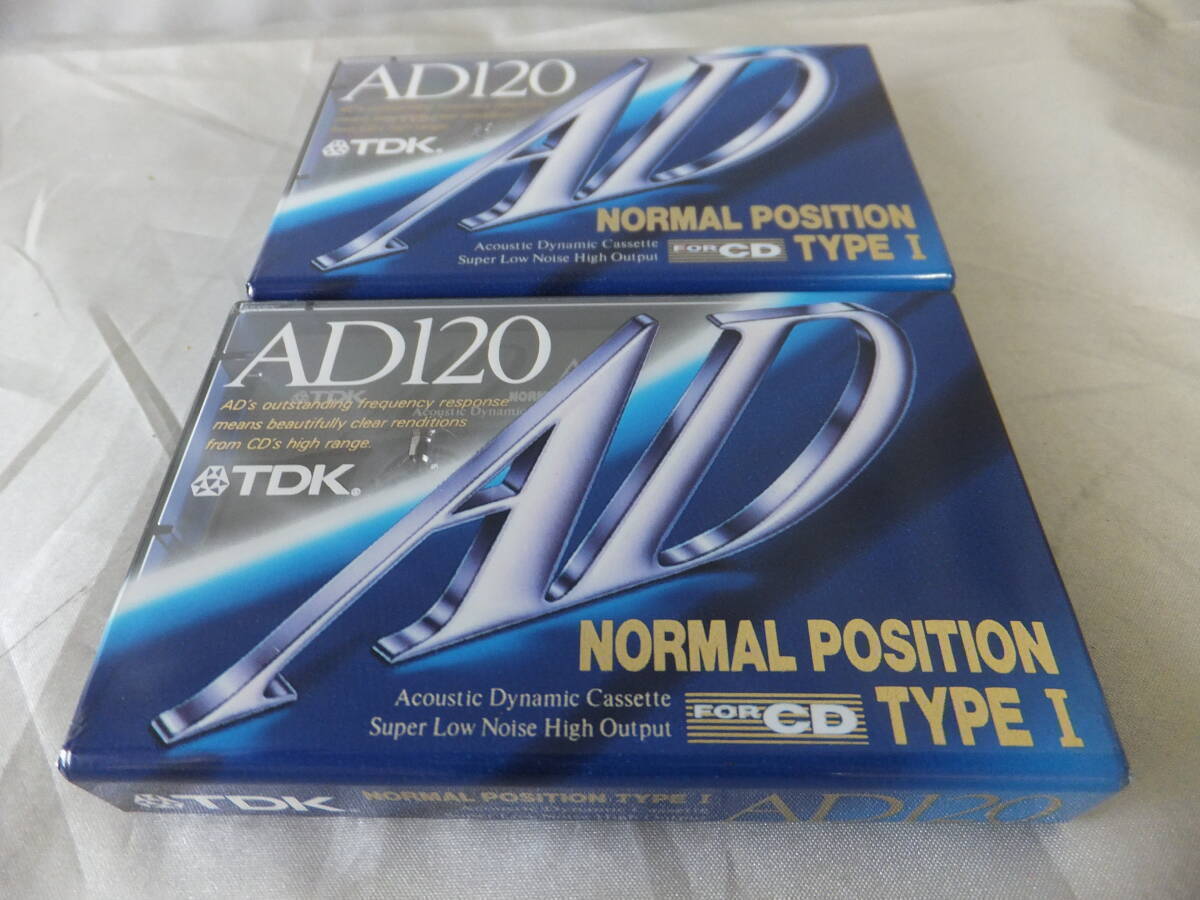 AD120
TDK
AD
NORMAL POSITION
TYPE I
Acoustic Dynamic Cassette
Super Low Noise High Output
FOR CD
AD120
AD's outstanding frequency response
means beautifully clear renditions
from CD's high range.
TDK
AD
NORMAL POSITION
TYPE I
Acoustic Dynamic Cassette
Super Low Noise High Output
FOR CD
TDK NORMAL POSITION TYPE I AD120